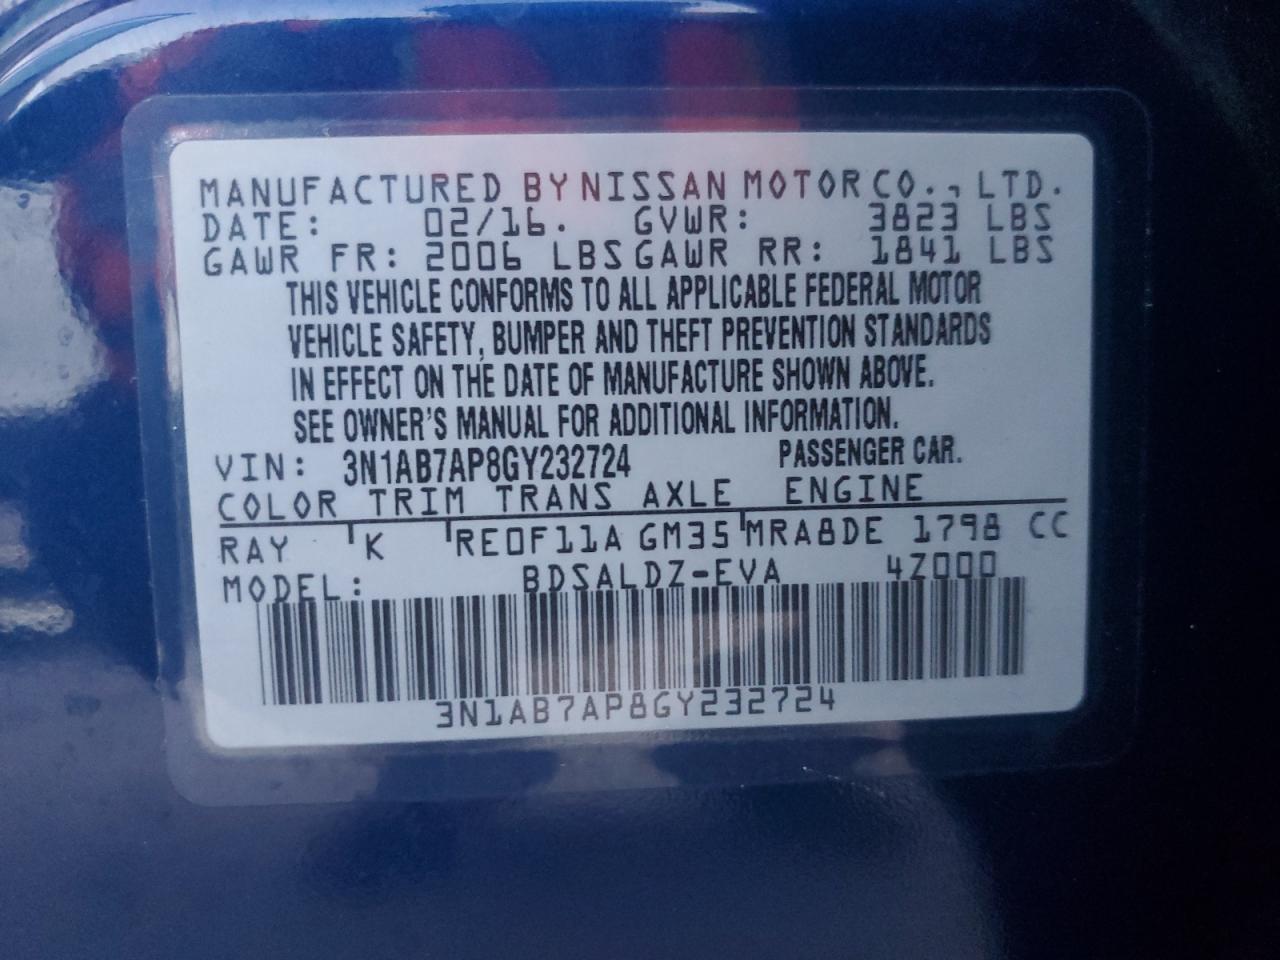 MANUFACTURED BY NISSAN MOTOR CO., LTD.
DATE: 02/16. GVWR: 3823 LBS
GAWR FR: 2006 LBS GAWR RR: 1841 LBS
THIS VEHICLE CONFORMS TO ALL APPLICABLE FEDERAL MOTOR
VEHICLE SAFETY, BUMPER AND THEFT PREVENTION STANDARDS
IN EFFECT ON THE DATE OF MANUFACTURE SHOWN ABOVE.
SEE OWNER'S MANUAL FOR ADDITIONAL INFORMATION.
VIN: 3N1AB7AP8GY232724 PASSENGER CAR.
COLOR TRIM TRANS AXLE ENGINE
RAY K RE0F11A GM35 MRA8DE 1798 CC
MODEL: BDSALDZ-EVA 4Z000
3N1AB7AP8GY232724